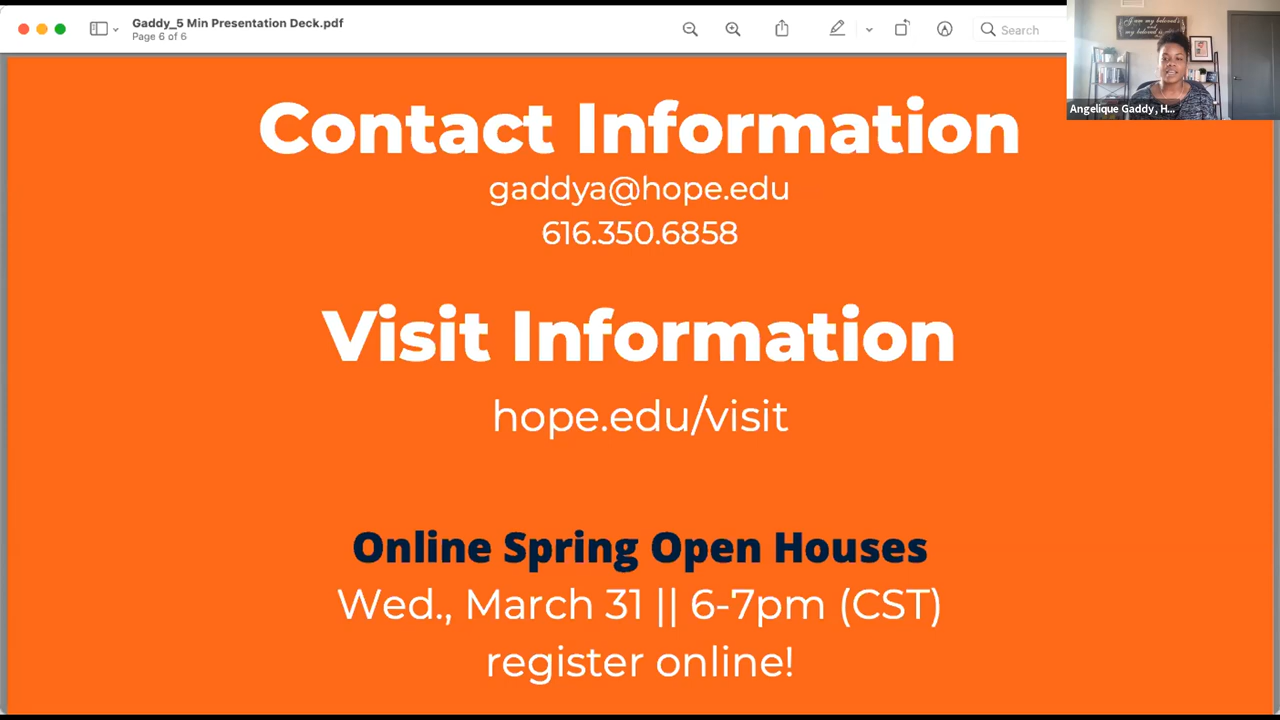 Gaddy_5 Min Presentation Deck.pdf
Page 6 of 6
Search
Angelique Gaddy, H...
Contact Information
gaddya@hope.edu
616.350.6858
Visit Information
hope.edu/visit
Online Spring Open Houses
Wed., March 31 || 6-7pm (CST)
register online!